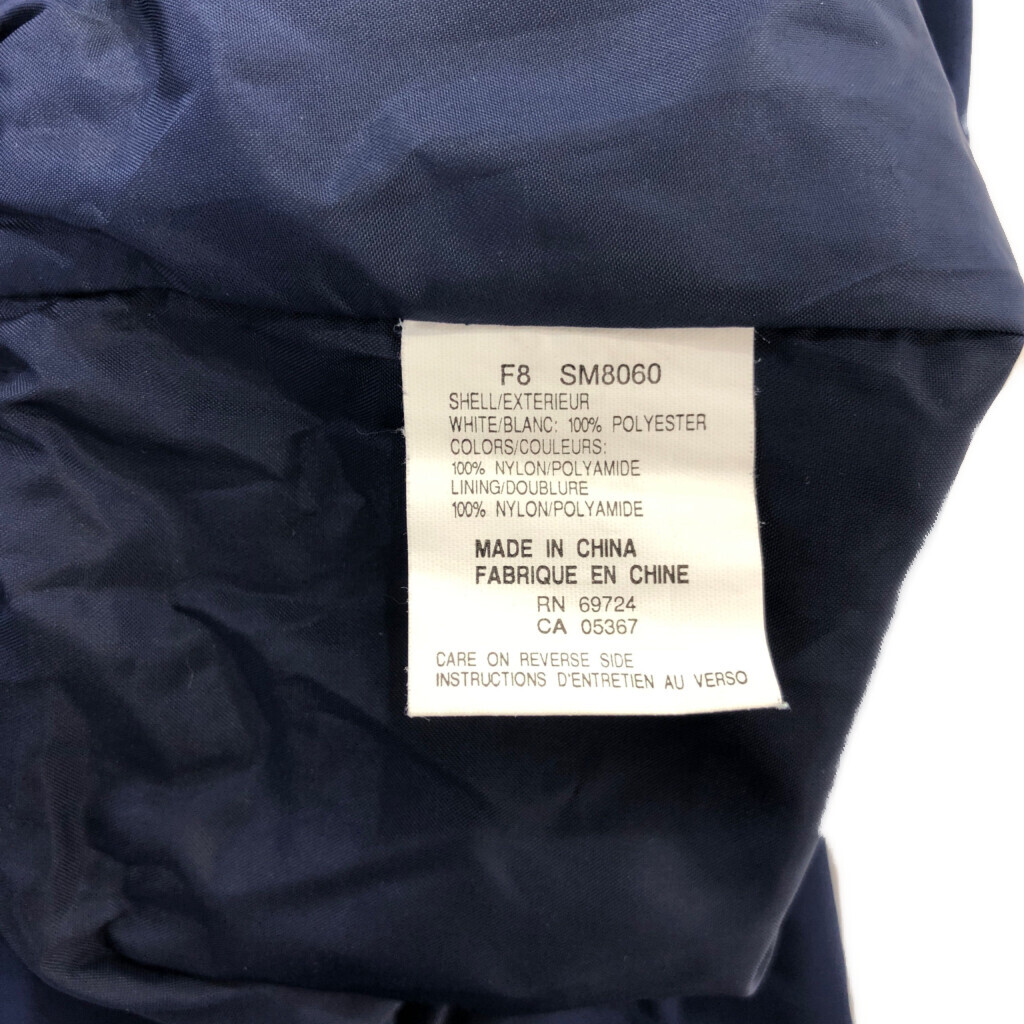 F8 SM8060
SHELL/EXTERIEUR
WHITE/BLANC: 100% POLYESTER
COLORS/COULEURS:
100% NYLON/POLYAMIDE
LINING/DOUBLURE
100% NYLON/POLYAMIDE
MADE IN CHINA
FABRIQUE EN CHINE
RN 69724
CA 05367
CARE ON REVERSE SIDE
INSTRUCTIONS D'ENTRETIEN AU VERSO